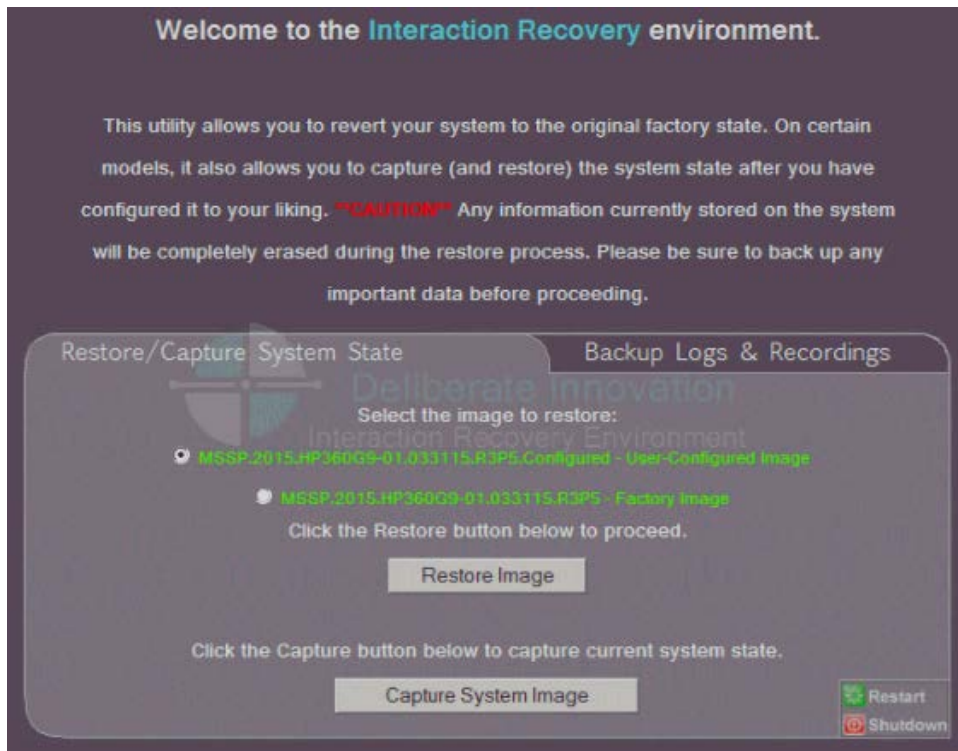 Welcome to the Interaction Recovery environment.
This utility allows you to revert your system to the original factory state. On certain
models, it also allows you to capture (and restore) the system state after you have
configured it to your liking. **CAUTION** Any information currently stored on the system
will be completely erased during the restore process. Please be sure to back up any
important data before proceeding.
Restore/Capture System State
Backup Logs & Recordings
Deliberate Innovation
Select the image to restore:
Interaction Recovery Environment
MSSP.2015.HP360G9-01.033115.R3P5.Configured - User-Configured Image
MSSP.2015.HP360G9-01.033115.R3P5 - Factory Image
Click the Restore button below to proceed.
Restore Image
Click the Capture button below to capture current system state.
Capture System Image
Restart
Shutdown